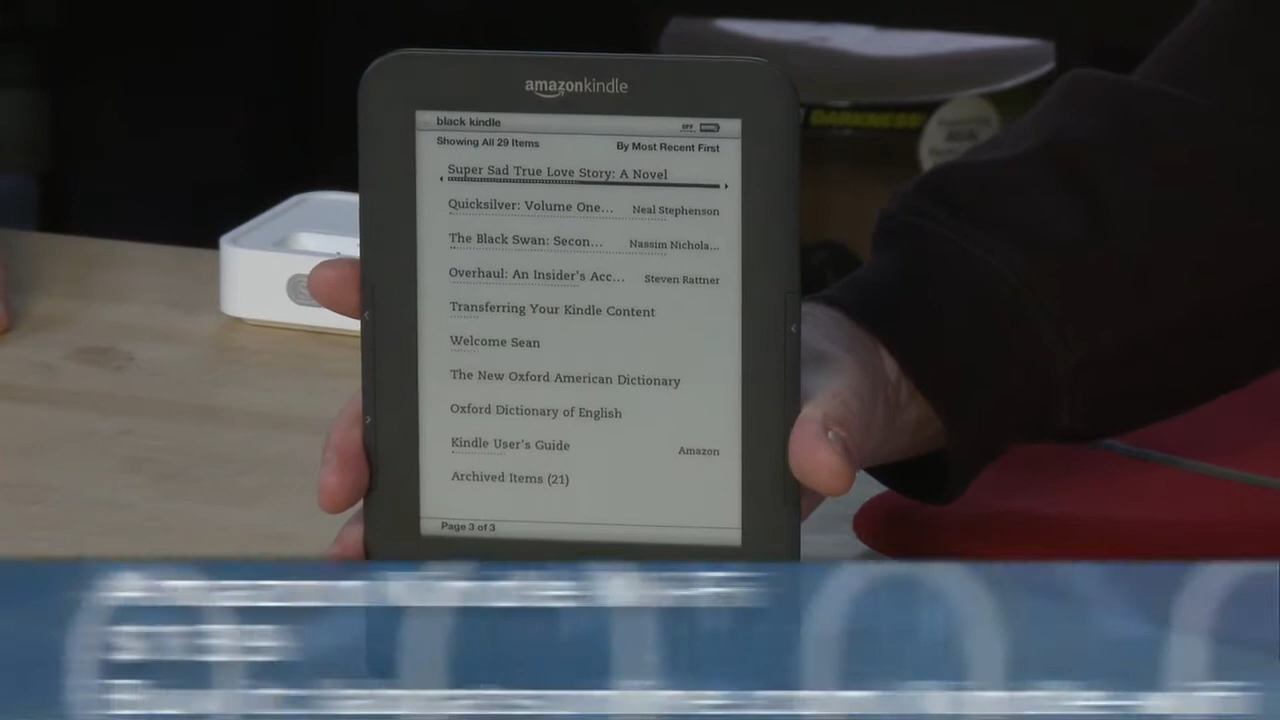 amazonkindle
black kindle OFF
Showing All 29 Items By Most Recent First
Super Sad True Love Story: A Novel
Quicksilver: Volume One... Neal Stephenson
The Black Swan: Secon... Nassim Nichola...
Overhaul: An Insider's Acc... Steven Rattner
Transferring Your Kindle Content
Welcome Sean
The New Oxford American Dictionary
Oxford Dictionary of English
Kindle User's Guide Amazon
Archived Items (21)
Page 3 of 3
DARKNESS